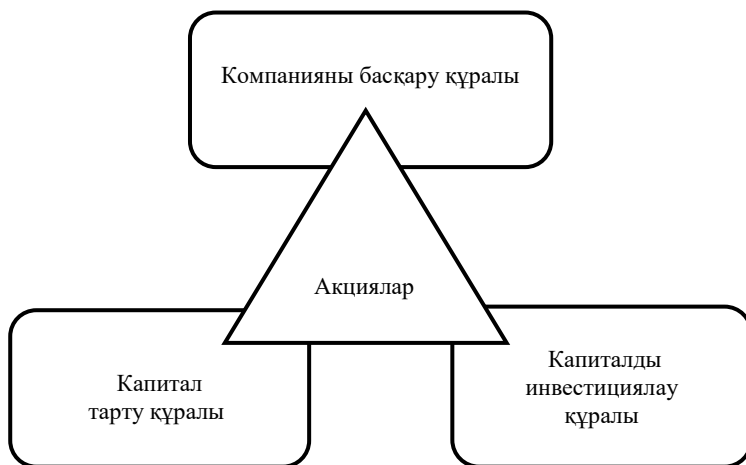 Компанияны басқару құралы
Акциялар
Капитал
тарту құралы
Капиталды
инвестициялау
құралы